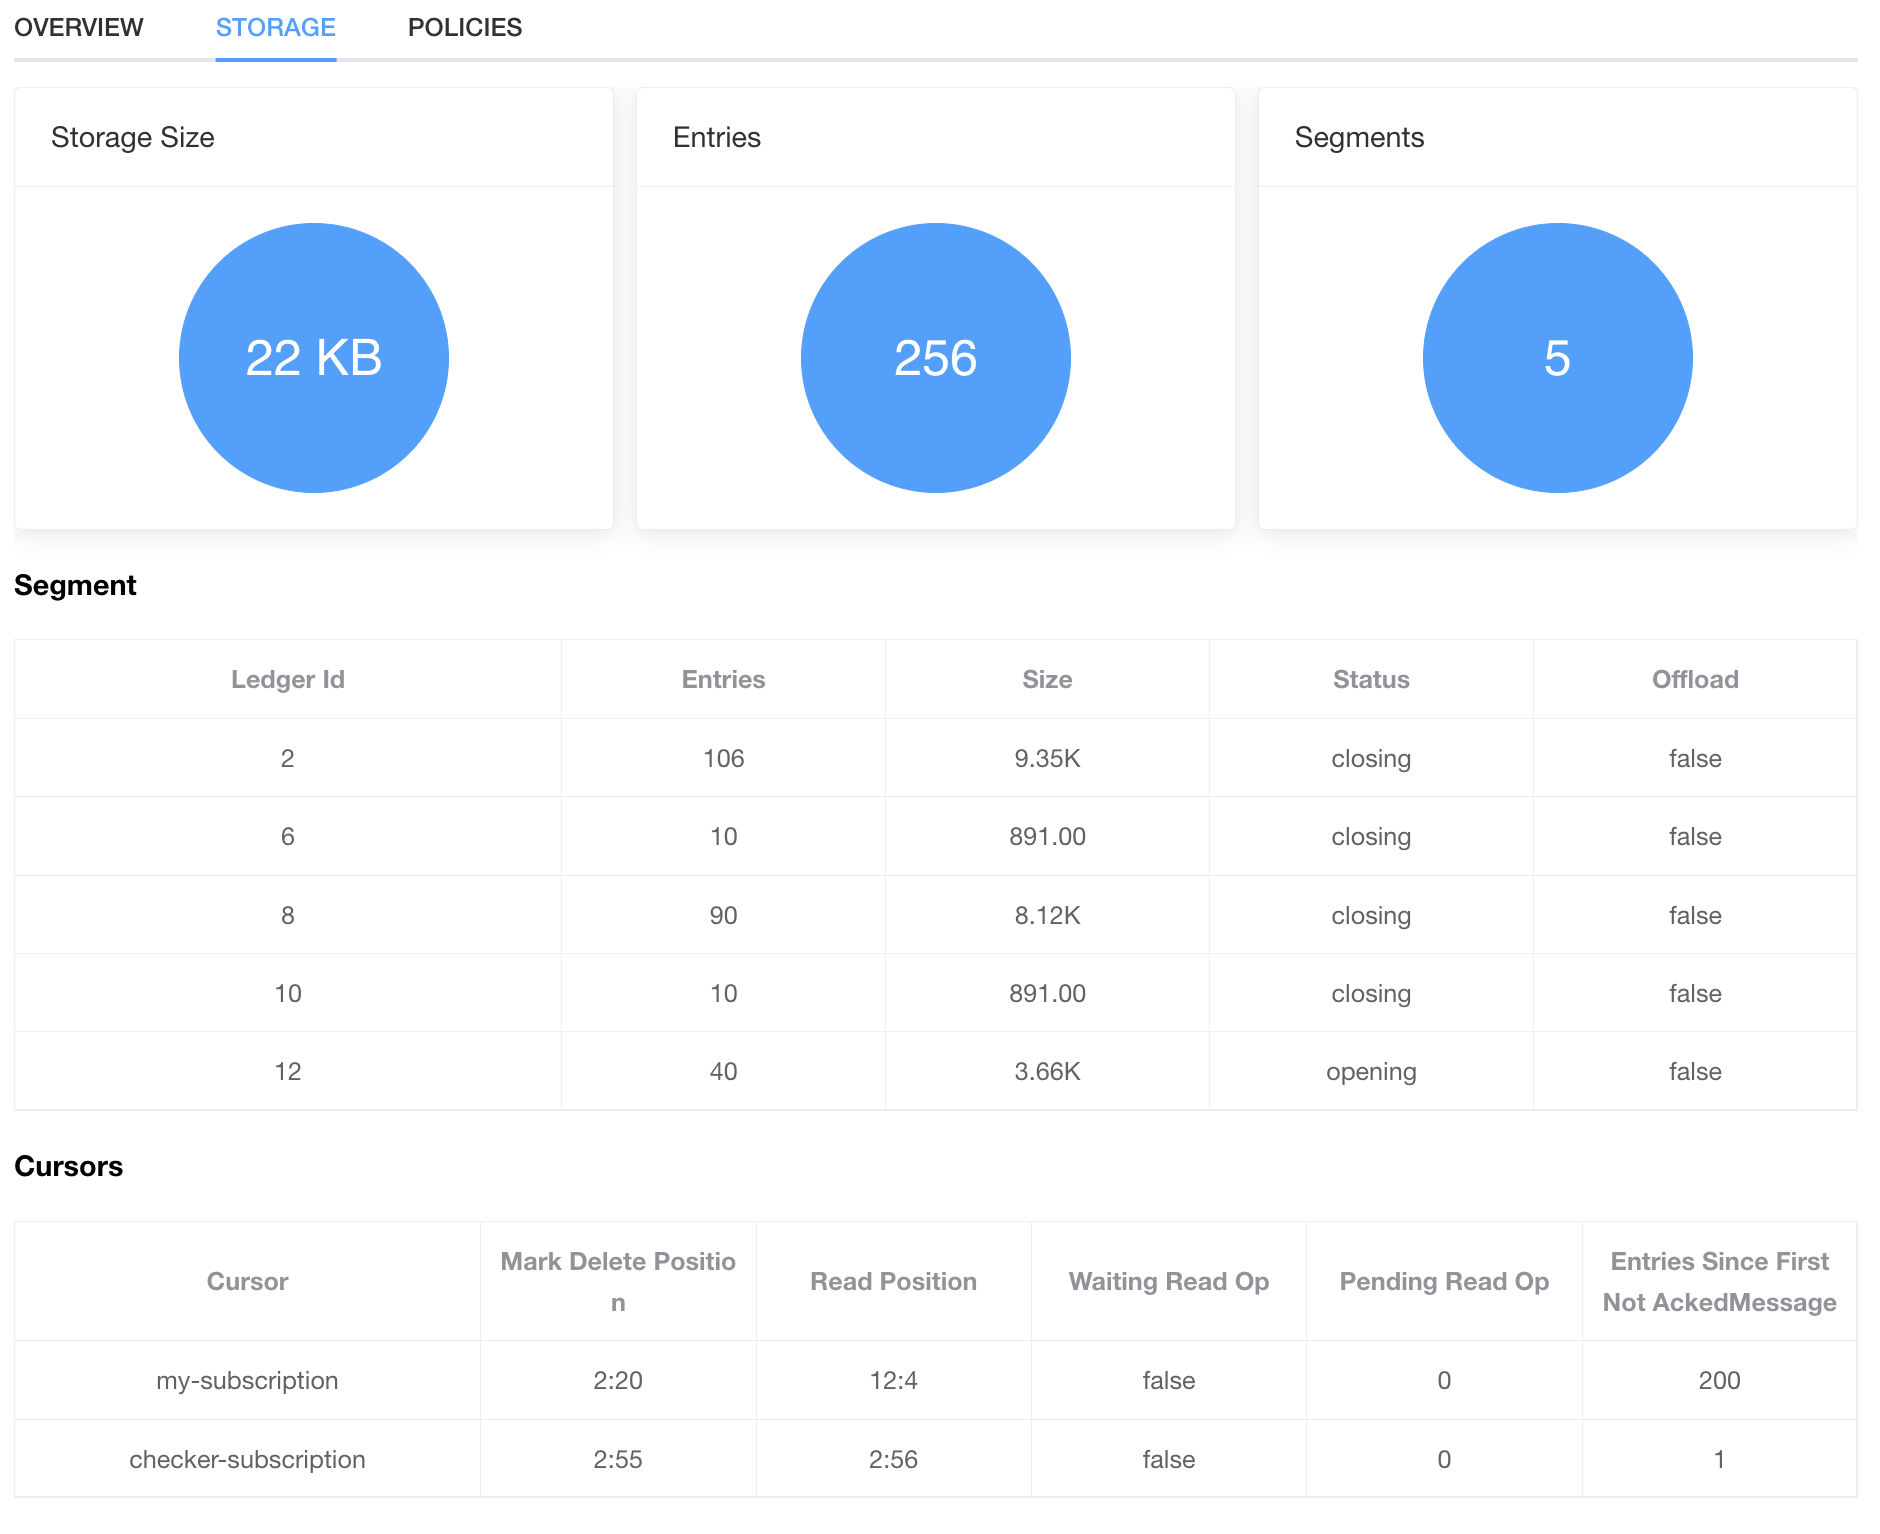 OVERVIEW STORAGE POLICIES
Storage Size Entries Segments
22 KB 256 5
Segment
Ledger Id Entries Size Status Offload
2 106 9.35K closing false
6 10 891.00 closing false
8 90 8.12K closing false
10 10 891.00 closing false
12 40 3.66K opening false
Cursors
Cursor Mark Delete Positio
n Read Position Waiting Read Op Pending Read Op Entries Since First
Not AckedMessage
my-subscription 2:20 12:4 false 0 200
checker-subscription 2:55 2:56 false 0 1